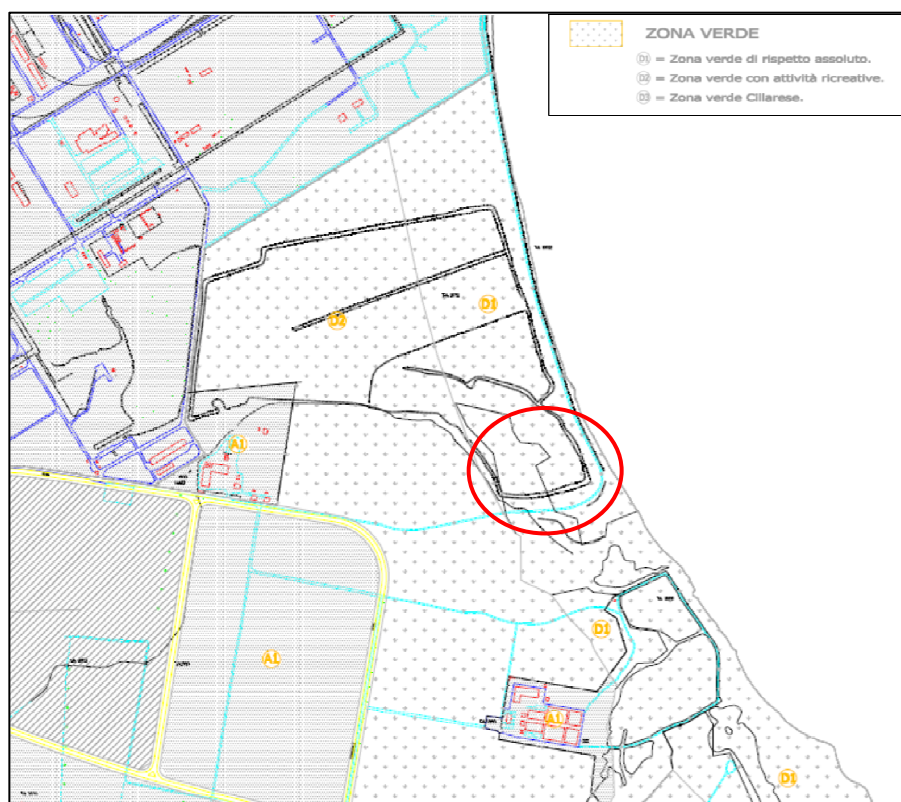 ZONA VERDE
D1 = Zona verde di rispetto assoluto.
D2 = Zona verde con attività ricreative.
D3 = Zona verde Cillarese.
D1
D2
A1
D1
A1
A1
D1